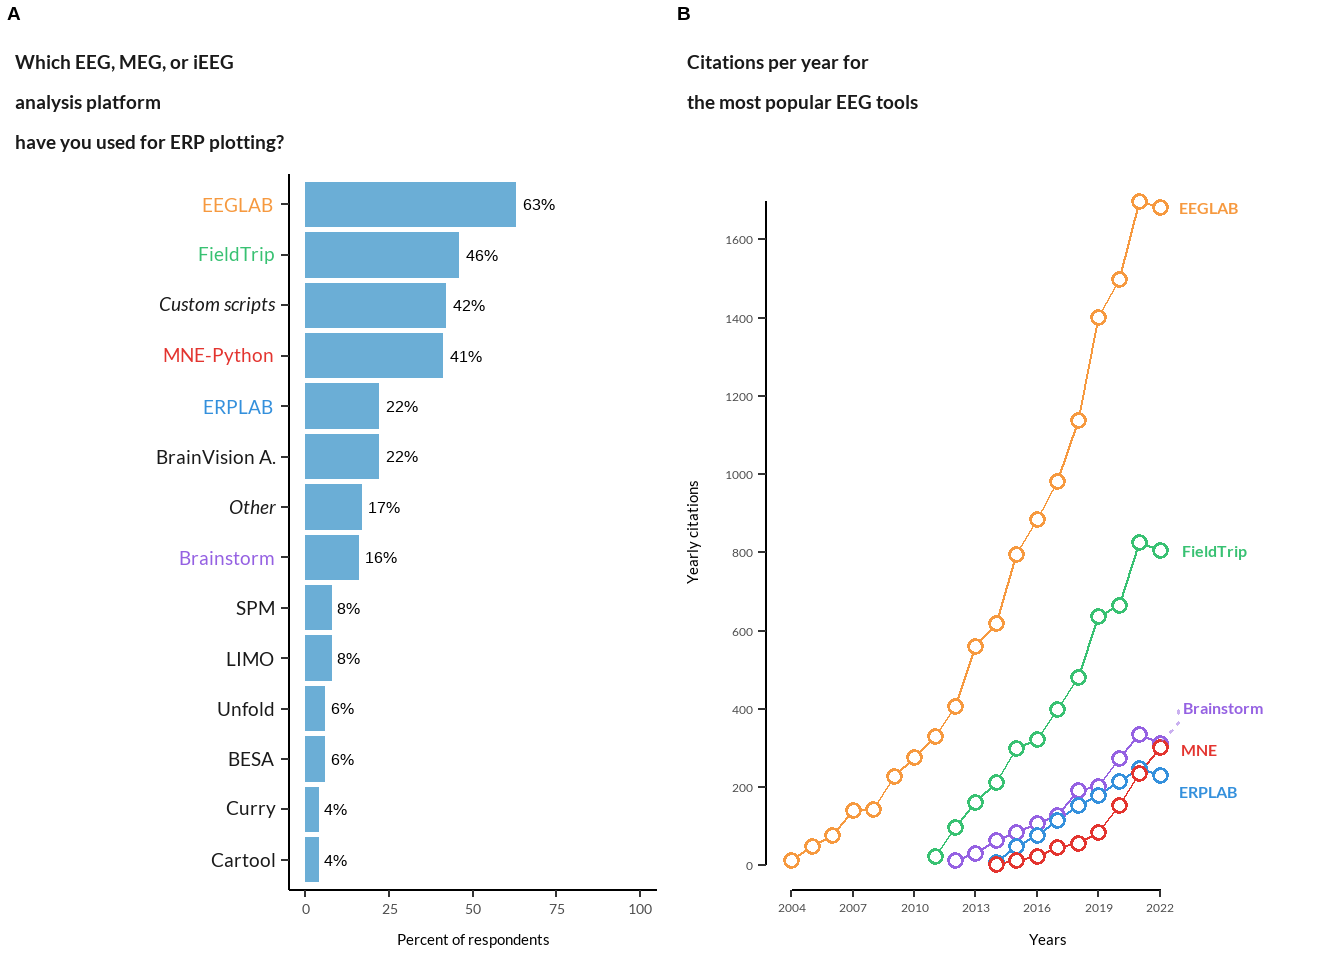 A
Which EEG, MEG, or iEEG
analysis platform
have you used for ERP plotting?
EEGLAB 63%
FieldTrip 46%
Custom scripts 42%
MNE-Python 41%
ERPLAB 22%
BrainVision A. 22%
Other 17%
Brainstorm 16%
SPM 8%
LIMO 8%
Unfold 6%
BESA 6%
Curry 4%
Cartool 4%
0 25 50 75 100
Percent of respondents
B
Citations per year for
the most popular EEG tools
Yearly citations
1600
1400
1200
1000
800
600
400
200
0
EEGLAB
FieldTrip
Brainstorm
MNE
ERPLAB
2004 2007 2010 2013 2016 2019 2022
Years